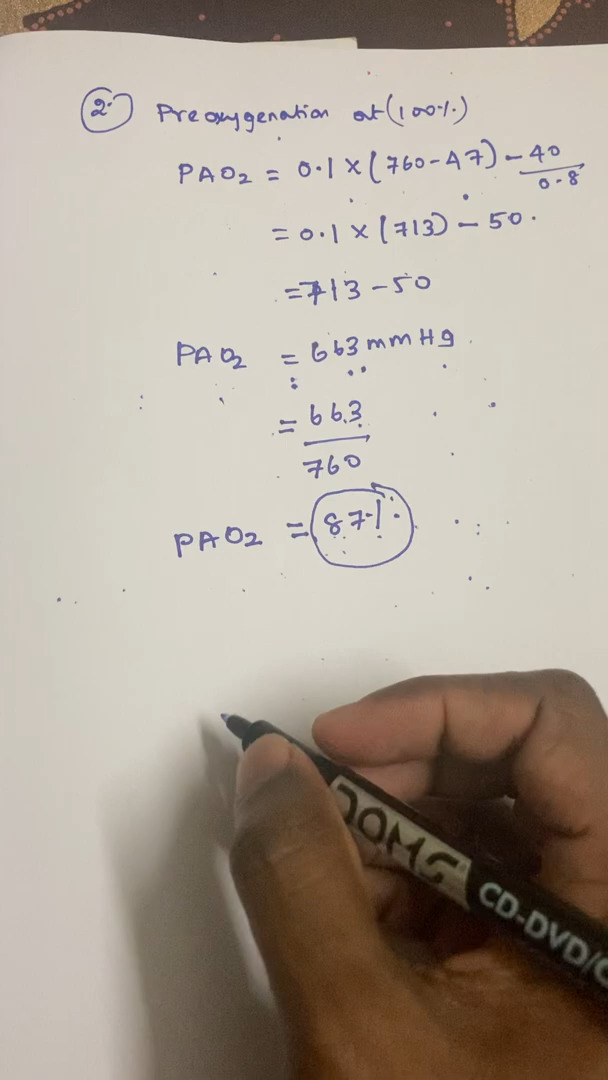 2. Preoxygenation at (100%)
PAO2 = 0.1 x (760-47) - 40/0.8
= 0.1 x (713) - 50.
= 713 - 50
PAO2 = 663 mmHg
= 663/760
PAO2 = 87%
DOMS CD-DVD/